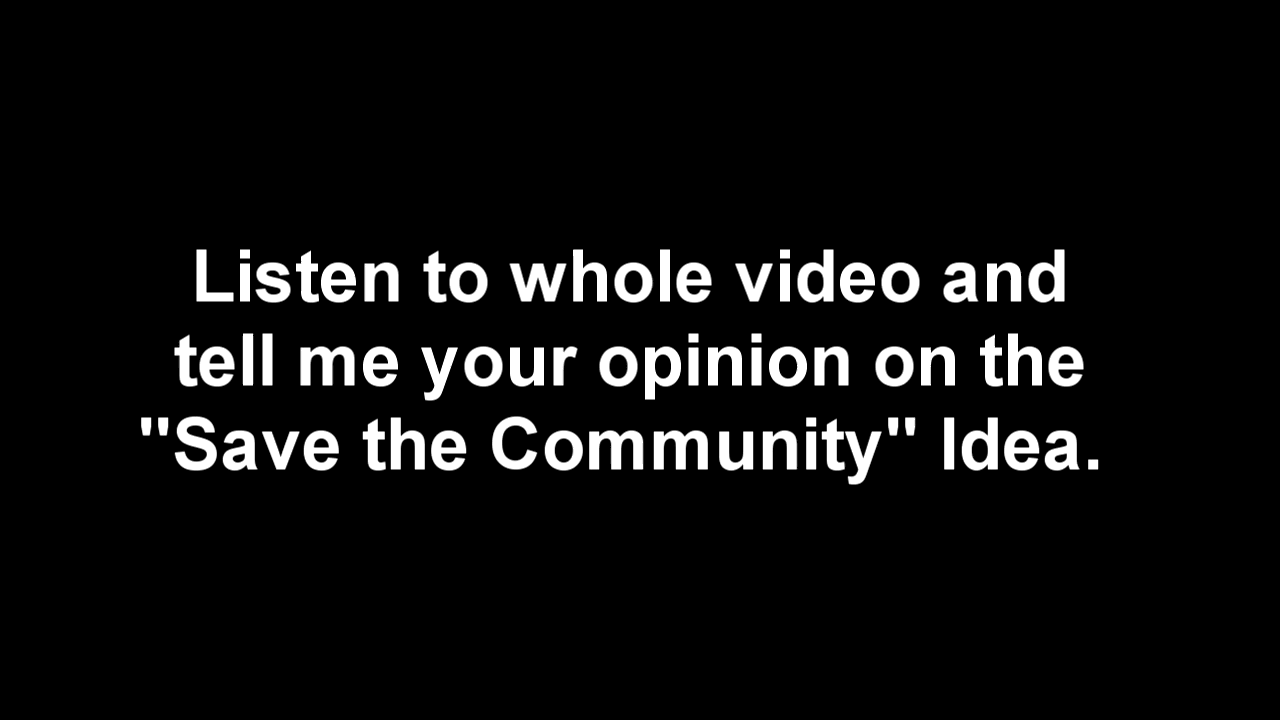 Listen to whole video and
tell me your opinion on the
"Save the Community" Idea.